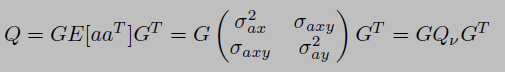 $Q = GE[aa^T]G^T = G \begin{pmatrix} \sigma_{ax}^2 & \sigma_{axy} \\ \sigma_{axy} & \sigma_{ay}^2 \end{pmatrix} G^T = GQ_\nu G^T$